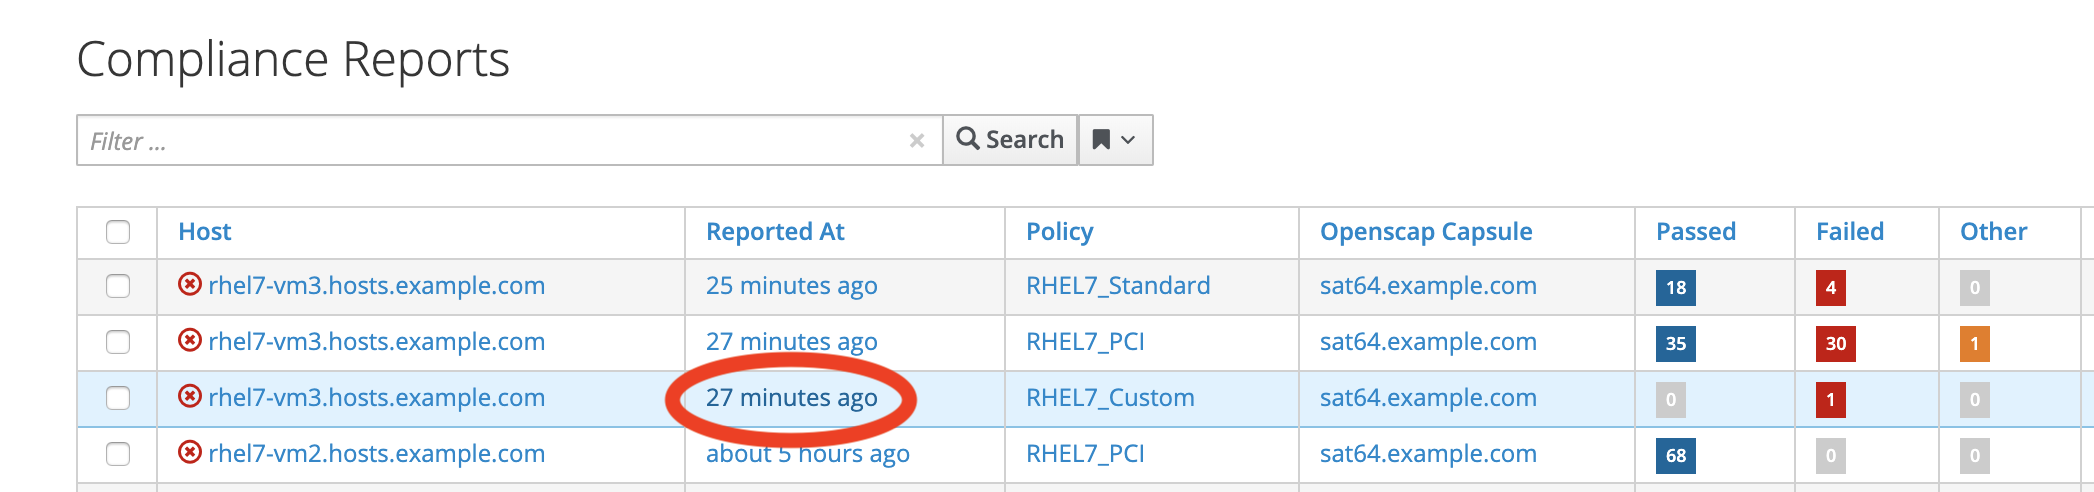 Compliance Reports
Filter ...
Search
Host Reported At Policy Openscap Capsule Passed Failed Other
rhel7-vm3.hosts.example.com 25 minutes ago RHEL7_Standard sat64.example.com 18 4 0
rhel7-vm3.hosts.example.com 27 minutes ago RHEL7_PCI sat64.example.com 35 30 1
rhel7-vm3.hosts.example.com 27 minutes ago RHEL7_Custom sat64.example.com 0 1 0
rhel7-vm2.hosts.example.com about 5 hours ago RHEL7_PCI sat64.example.com 68 0 0